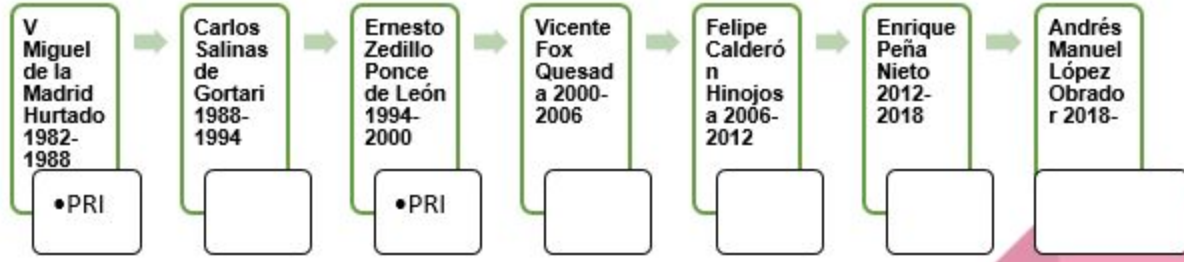 V
Miguel
de la
Madrid
Hurtado
1982-
1988
•PRI
Carlos
Salinas
de
Gortari
1988-
1994
Ernesto
Zedillo
Ponce
de León
1994-
2000
•PRI
Vicente
Fox
Quesad
a 2000-
2006
Felipe
Calderó
n
Hinojos
a 2006-
2012
Enrique
Peña
Nieto
2012-
2018
Andrés
Manuel
López
Obrado
r 2018-